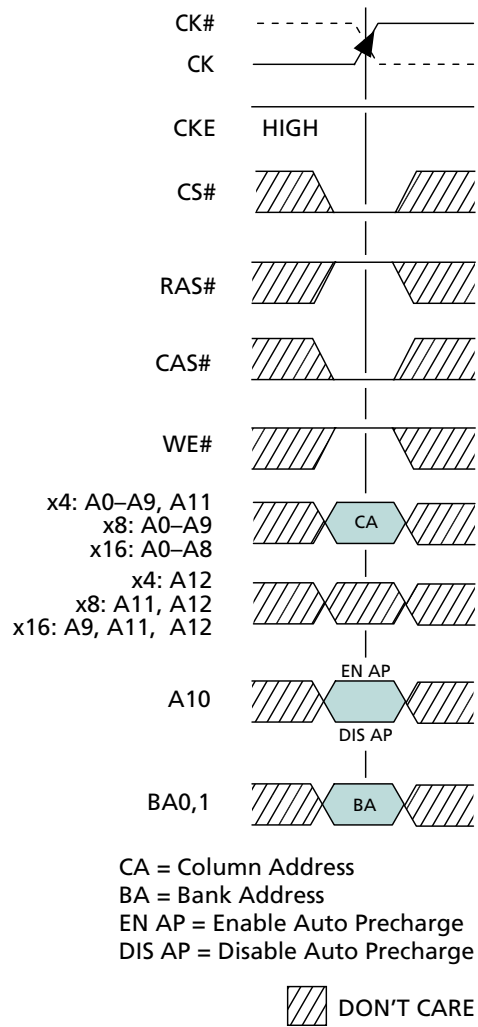 CK#
CK
CKE HIGH
CS#
RAS#
CAS#
WE#
x4: A0–A9, A11
x8: A0–A9
x16: A0–A8
CA
x4: A12
x8: A11, A12
x16: A9, A11, A12
EN AP
A10
DIS AP
BA0,1
BA
CA = Column Address
BA = Bank Address
EN AP = Enable Auto Precharge
DIS AP = Disable Auto Precharge
DON'T CARE